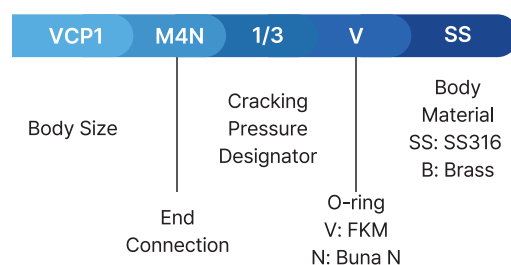 VCP1 M4N 1/3 V SS
Body Size
End
Connection
Cracking
Pressure
Designator
O-ring
V: FKM
N: Buna N
Body
Material
SS: SS316
B: Brass